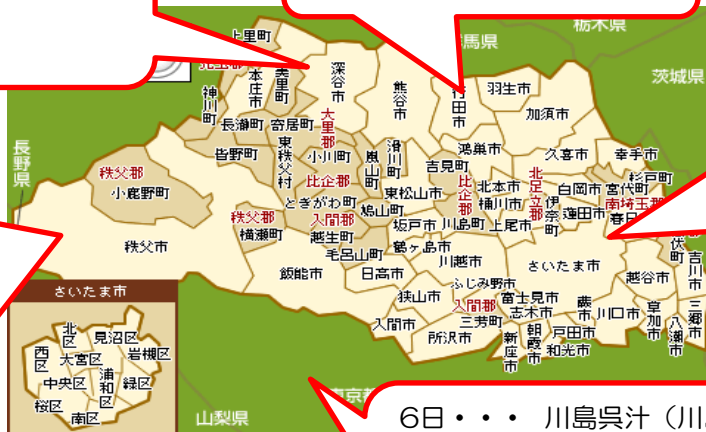 栃木県
馬県
茨城県
長野県
上里町
本庄市
美里町
神川町
深谷市
熊谷市
行田市
羽生市
加須市
長瀞町
寄居町
大里郡
皆野町
東秩父村
小川町
嵐山町
滑川町
吉見町
鴻巣市
久喜市
幸手市
秩父郡
小鹿野町
比企郡
ときがわ町
鳩山町
東松山市
比企郡
川島町
北本市
桶川市
上尾市
北足立郡
伊奈町
白岡市
蓮田市
宮代町
杉戸町
南埼玉郡
春日
秩父郡
横瀬町
入間郡
越生町
毛呂山町
坂戸市
鶴ヶ島市
川越市
さいたま市
越谷市
伏町
吉川市
秩父市
飯能市
日高市
狭山市
入間市
所沢市
ふじみ野市
入間郡
三芳町
富士見市
志木市
新座市
朝霞市
和光市
戸田市
蕨市
川口市
草加市
八潮市
三郷市
さいたま市
北区
見沼区
西区
大宮区
岩槻区
中央区
浦和区
緑区
桜区
南区
山梨県
6日・・・ 川島呉汁（川